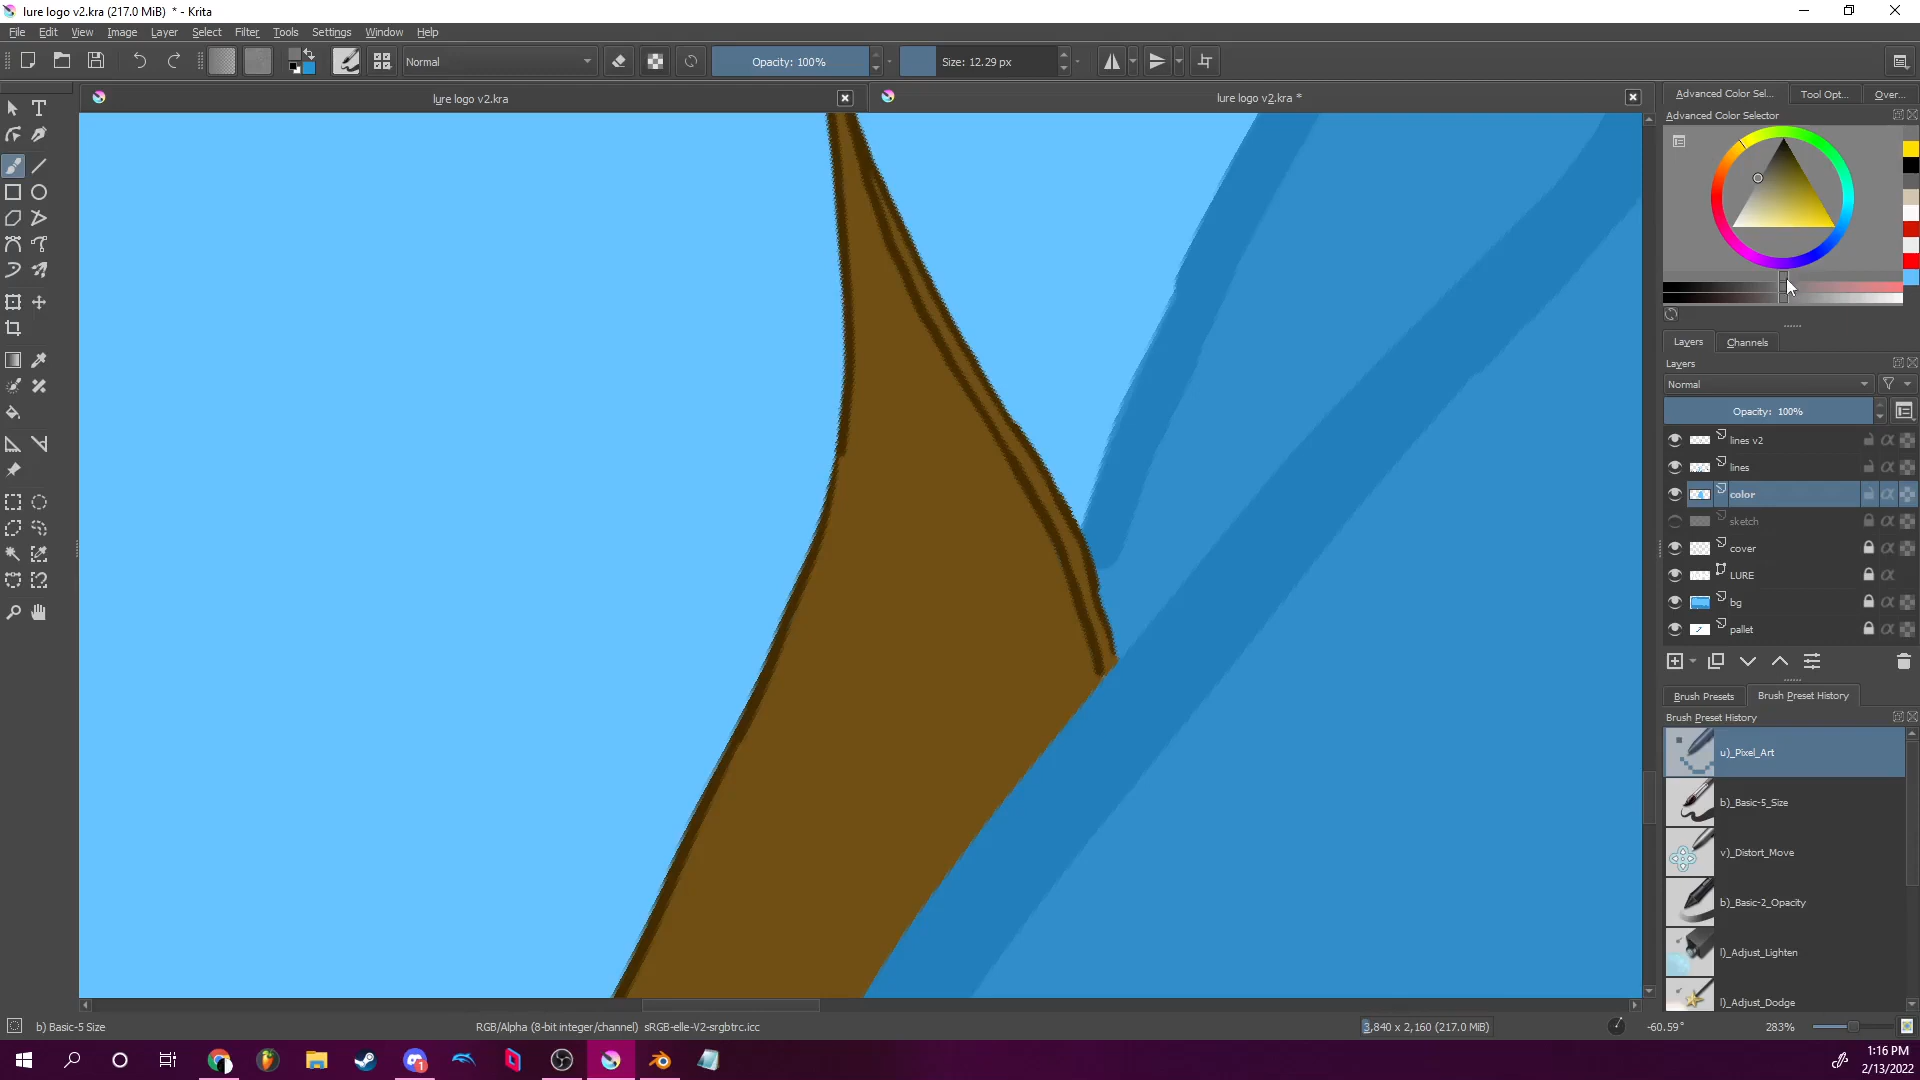 lure logo v2.kra (217.0 MiB)  * - Krita
File Edit View Image Layer Select Filter Tools Settings Window Help
Normal Opacity: 100% Size: 12.29 px
lure logo v2.kra
lure logo v2.kra *
Advanced Color Sel... Tool Opt... Over...
Advanced Color Selector
Layers Channels
Layers
Normal
Opacity: 100%
lines v2
lines
color
sketch
cover
LURE
bg
pallet
Brush Presets Brush Preset History
Brush Preset History
u)_Pixel_Art
b)_Basic-5_Size
v)_Distort_Move
b)_Basic-2_Opacity
l)_Adjust_Lighten
l)_Adjust_Dodge
b) Basic-5 Size RGB/Alpha (8-bit integer/channel) sRGB-elle-V2-srgbtrc.icc 3,840 x 2,160 (217.0 MiB) -60.59° 283%
1:16 PM
2/13/2022